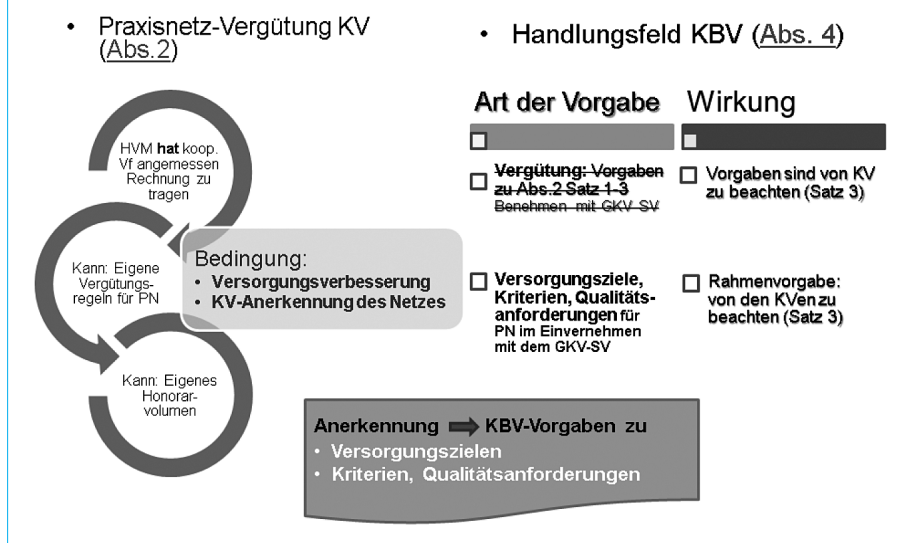 • Praxisnetz-Vergütung KV
(Abs.2)
HVM hat koop.
Vf angemessen
Rechnung zu
tragen
Kann: Eigene
Vergütungs-
regeln für PN
Kann: Eigenes
Honorar-
volumen
Bedingung:
• Versorgungsverbesserung
• KV-Anerkennung des Netzes
• Handlungsfeld KBV (Abs. 4)
Art der Vorgabe
Wirkung
Vergütung: Vorgaben
zu Abs.2 Satz 1-3
Benehmen mit GKV SV
Vorgaben sind von KV
zu beachten (Satz 3)
Versorgungsziele,
Kriterien, Qualitäts-
anforderungen für
PN im Einvernehmen
mit dem GKV-SV
Rahmenvorgabe:
von den KVen zu
beachten (Satz 3)
Anerkennung ➡ KBV-Vorgaben zu
• Versorgungszielen
• Kriterien, Qualitätsanforderungen